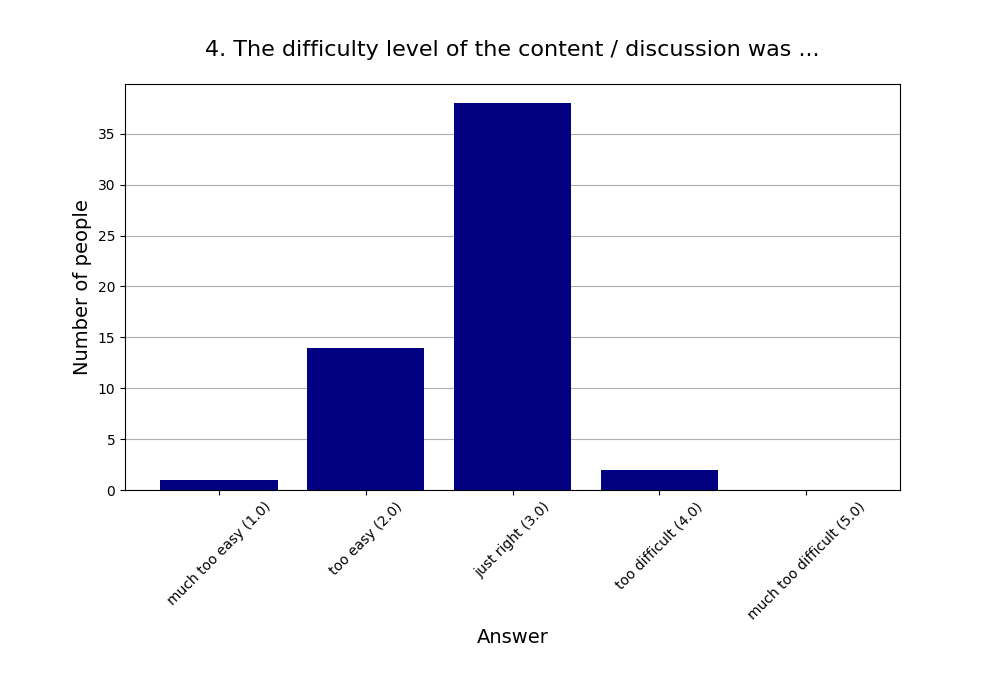 4. The difficulty level of the content / discussion was ...
Number of people
35
30
25
20
15
10
5
0
much too easy (1.0)
too easy (2.0)
just right (3.0)
too difficult (4.0)
much too difficult (5.0)
Answer